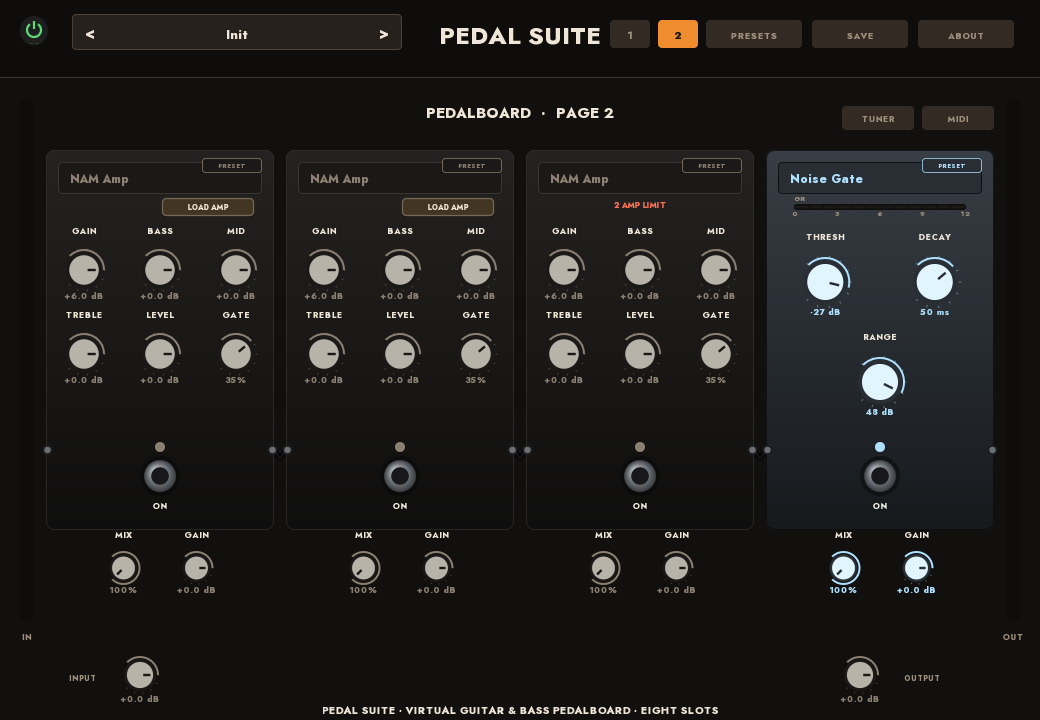 < Init > PEDAL SUITE 1 2 PRESETS SAVE ABOUT
PEDALBOARD · PAGE 2
TUNER MIDI
PRESET PRESET PRESET PRESET
NAM Amp NAM Amp NAM Amp Noise Gate
LOAD AMP LOAD AMP 2 AMP LIMIT GR
0 3 6 9 12
GAIN BASS MID GAIN BASS MID GAIN BASS MID THRESH DECAY
+6.0 dB +0.0 dB +0.0 dB +6.0 dB +0.0 dB +0.0 dB +6.0 dB +0.0 dB +0.0 dB -27 dB 50 ms
TREBLE LEVEL GATE TREBLE LEVEL GATE TREBLE LEVEL GATE RANGE
+0.0 dB +0.0 dB 35% +0.0 dB +0.0 dB 35% +0.0 dB +0.0 dB 35% 48 dB
ON ON ON ON
MIX GAIN MIX GAIN MIX GAIN MIX GAIN
100% +0.0 dB 100% +0.0 dB 100% +0.0 dB 100% +0.0 dB
IN OUT
INPUT OUTPUT
+0.0 dB +0.0 dB
PEDAL SUITE · VIRTUAL GUITAR & BASS PEDALBOARD · EIGHT SLOTS